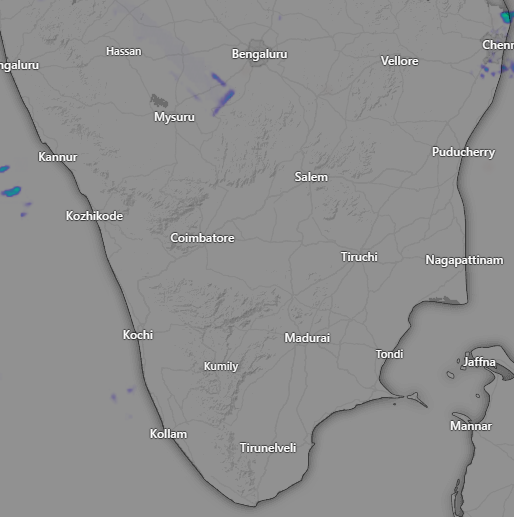 Chenn
Hassan
Bengaluru
Vellore
ngaluru
Mysuru
Puducherry
Kannur
Salem
Kozhikode
Coimbatore
Tiruchi
Nagapattinam
Kochi
Madurai
Tondi
Jaffna
Kumily
Mannar
Kollam
Tirunelveli